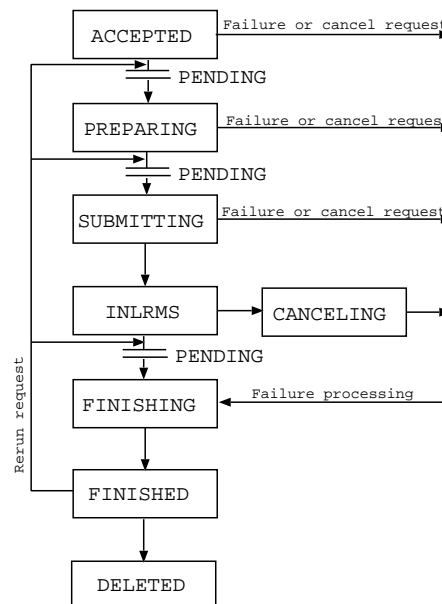 Failure or cancel request
ACCEPTED
PENDING
Failure or cancel request
PREPARING
PENDING
Failure or cancel request
SUBMITTING
INLRMS
CANCELING
PENDING
Failure processing
FINISHING
Rerun request
FINISHED
DELETED